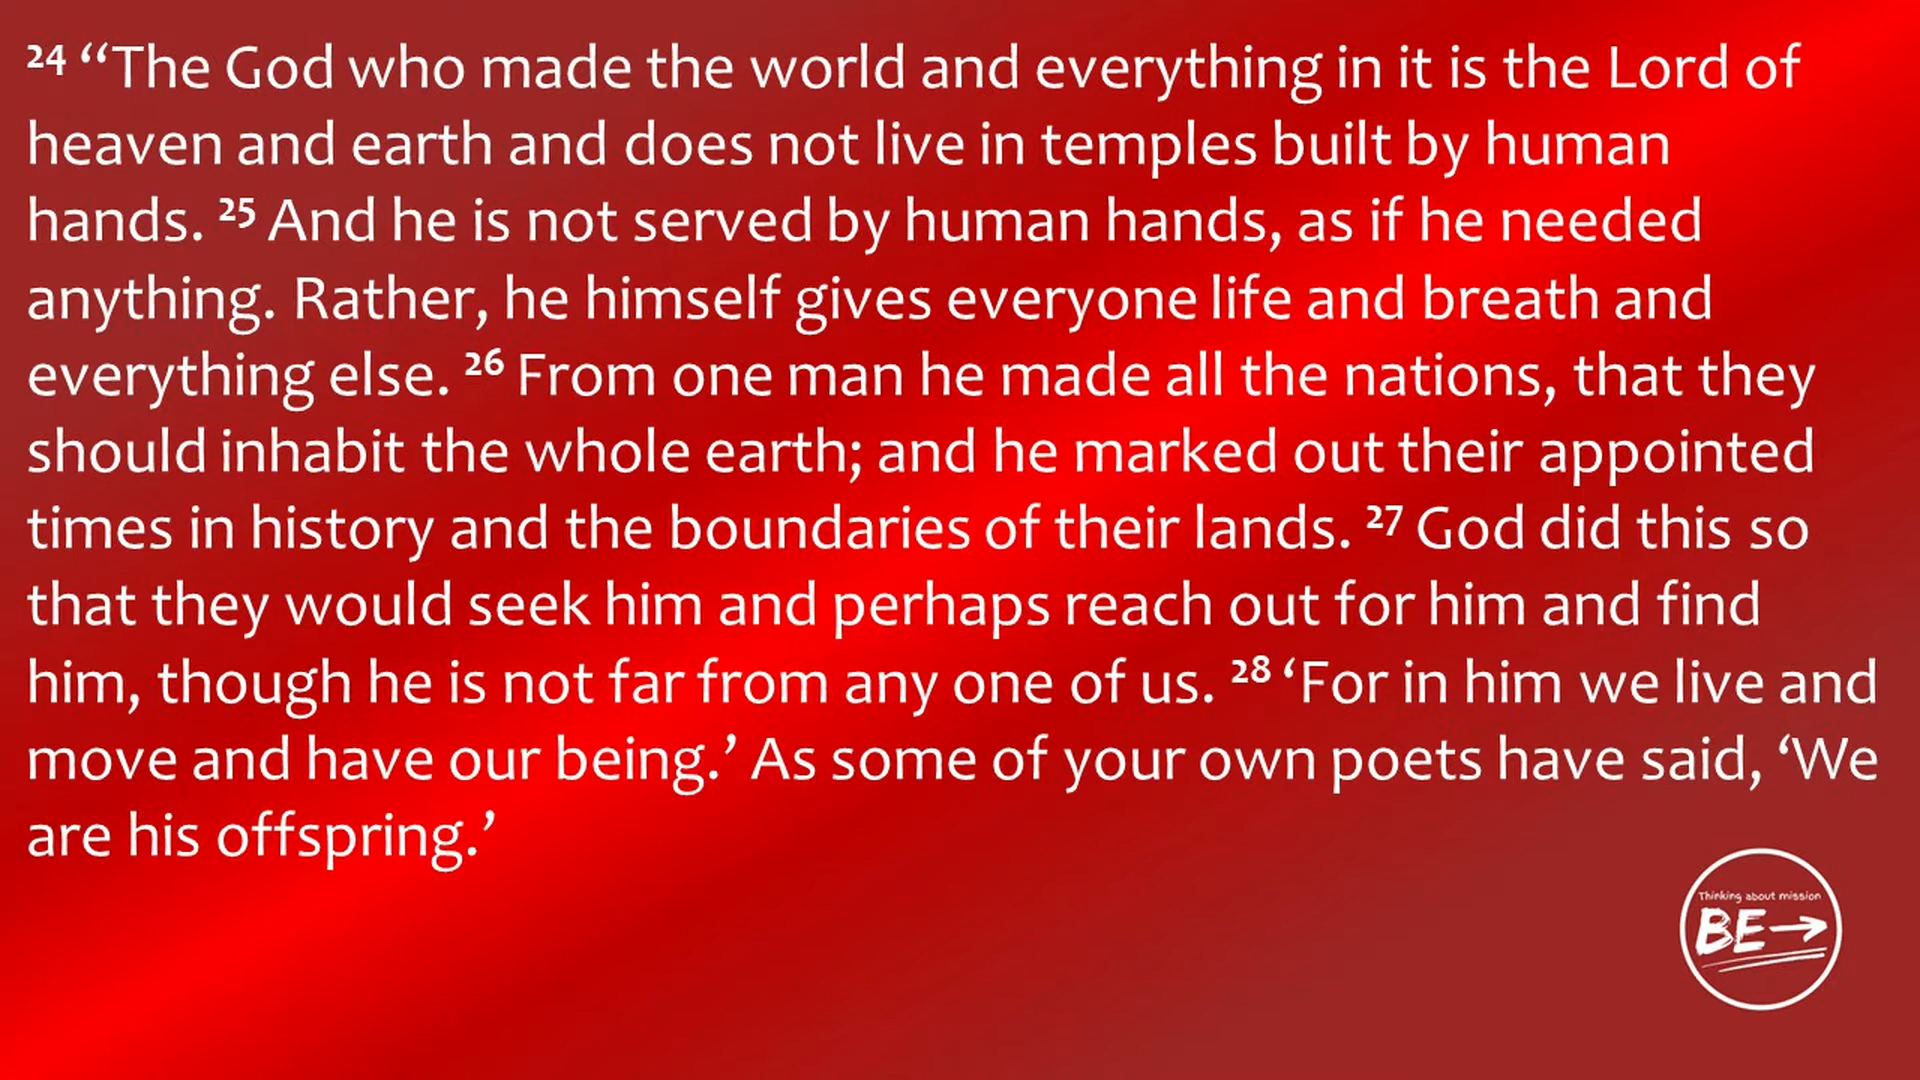 24 “The God who made the world and everything in it is the Lord of
heaven and earth and does not live in temples built by human
hands. 25 And he is not served by human hands, as if he needed
anything. Rather, he himself gives everyone life and breath and
everything else. 26 From one man he made all the nations, that they
should inhabit the whole earth; and he marked out their appointed
times in history and the boundaries of their lands. 27 God did this so
that they would seek him and perhaps reach out for him and find
him, though he is not far from any one of us. 28 ‘For in him we live and
move and have our being.’ As some of your own poets have said, ‘We
are his offspring.’
Thinking about mission
BE→